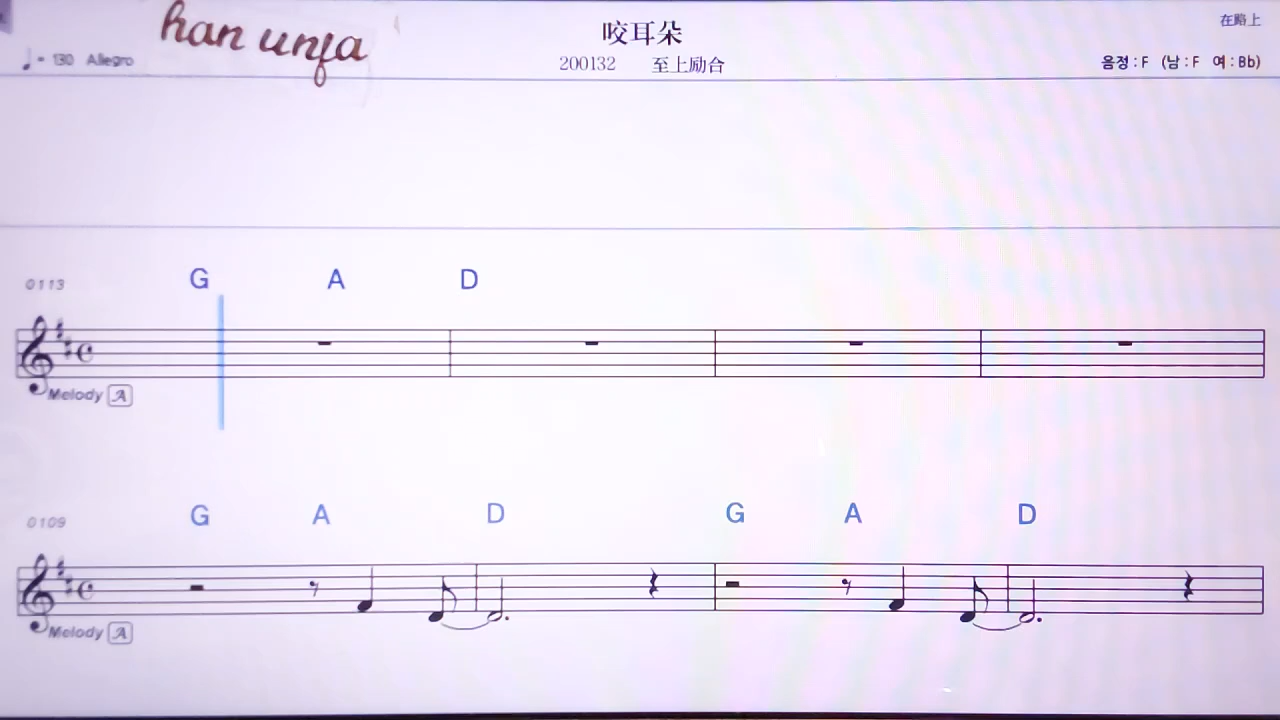 han unfa
咬耳朵
在路上
♩= 130 Allegro
200132 至上励合
음정 : F (남 : F 여 : Bb)
0113
G A D
Melody A
0109
G A D G A D
Melody A